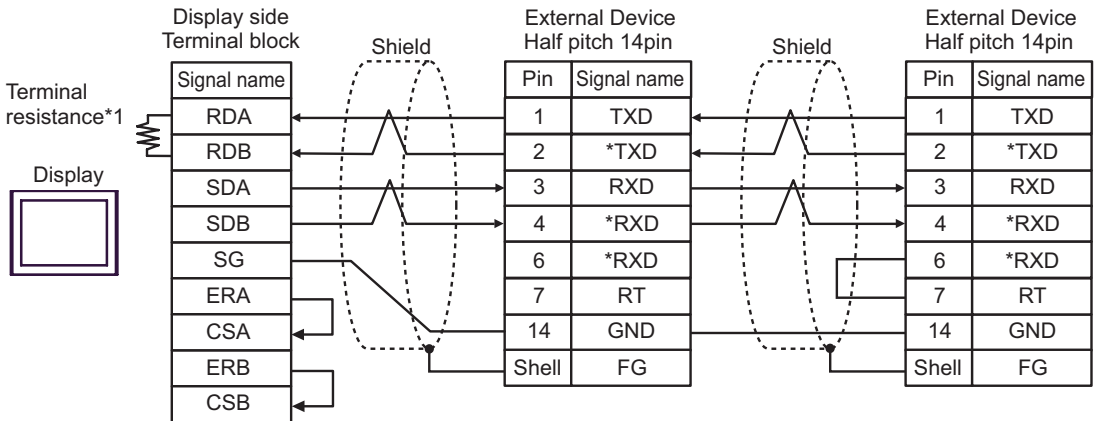 Display side
Terminal block
Shield
External Device
Half pitch 14pin
Shield
External Device
Half pitch 14pin
Terminal
resistance*1
Display
Signal name
RDA
RDB
SDA
SDB
SG
ERA
CSA
ERB
CSB
Pin Signal name
1 TXD
2 *TXD
3 RXD
4 *RXD
6 *RXD
7 RT
14 GND
Shell FG
Pin Signal name
1 TXD
2 *TXD
3 RXD
4 *RXD
6 *RXD
7 RT
14 GND
Shell FG